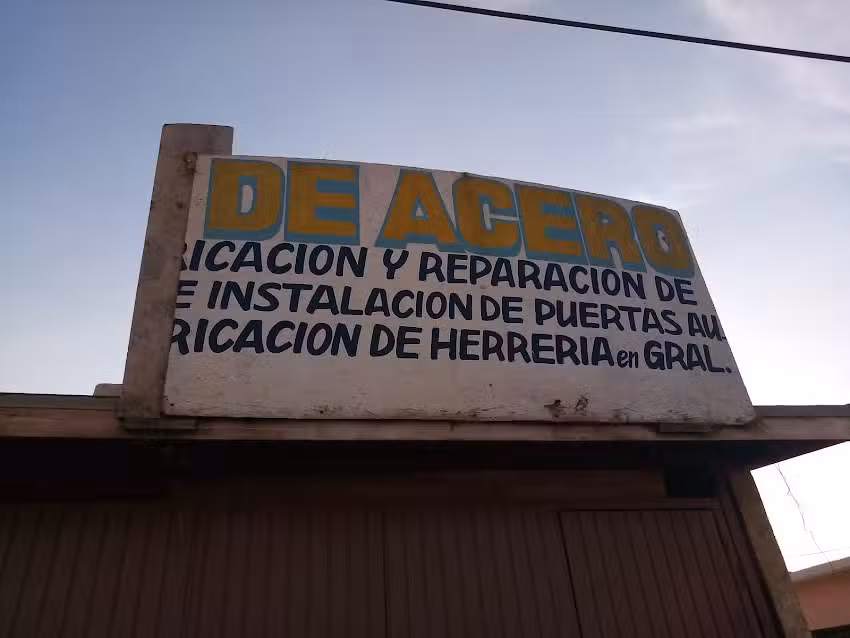 DE ACERO
RICACION Y REPARACION DE
E INSTALACION DE PUERTAS AU
RICACION DE HERRERIA en GRAL.